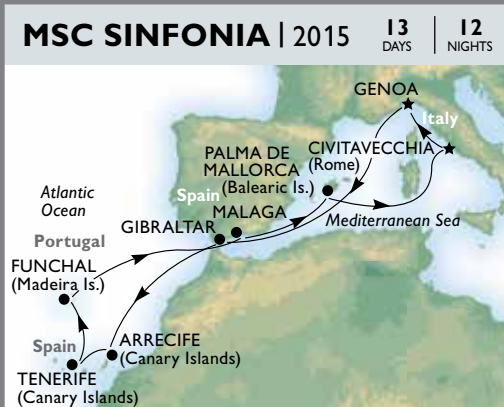 MSC SINFONIA | 2015
13
DAYS
12
NIGHTS
GENOA
Italy
CIVITAVECCHIA
(Rome)
PALMA DE
MALLORCA
(Balearic Is.)
Spain
MALAGA
GIBRALTAR
Mediterranean Sea
Atlantic
Ocean
Portugal
FUNCHAL
(Madeira Is.)
Spain
ARRECIFE
(Canary Islands)
TENERIFE
(Canary Islands)